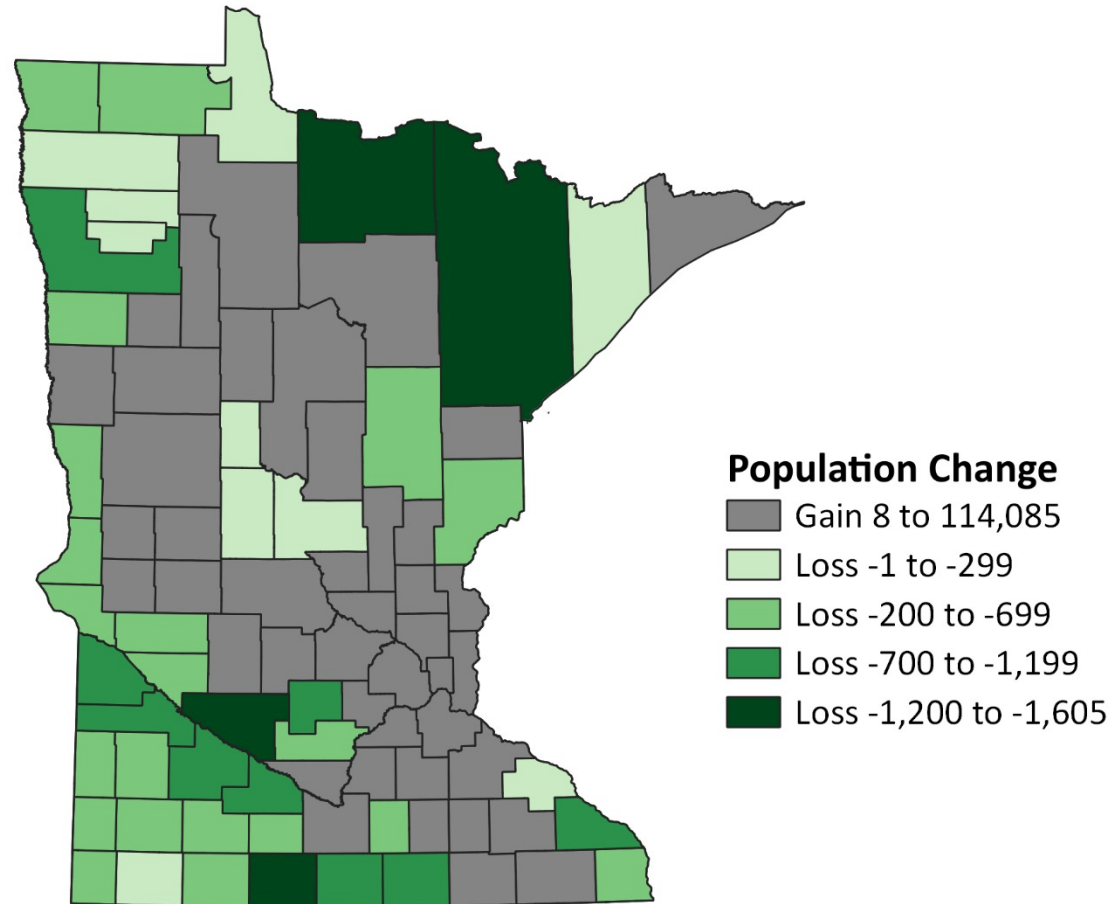 Population Change
Gain 8 to 114,085
Loss -1 to -299
Loss -200 to -699
Loss -700 to -1,199
Loss -1,200 to -1,605